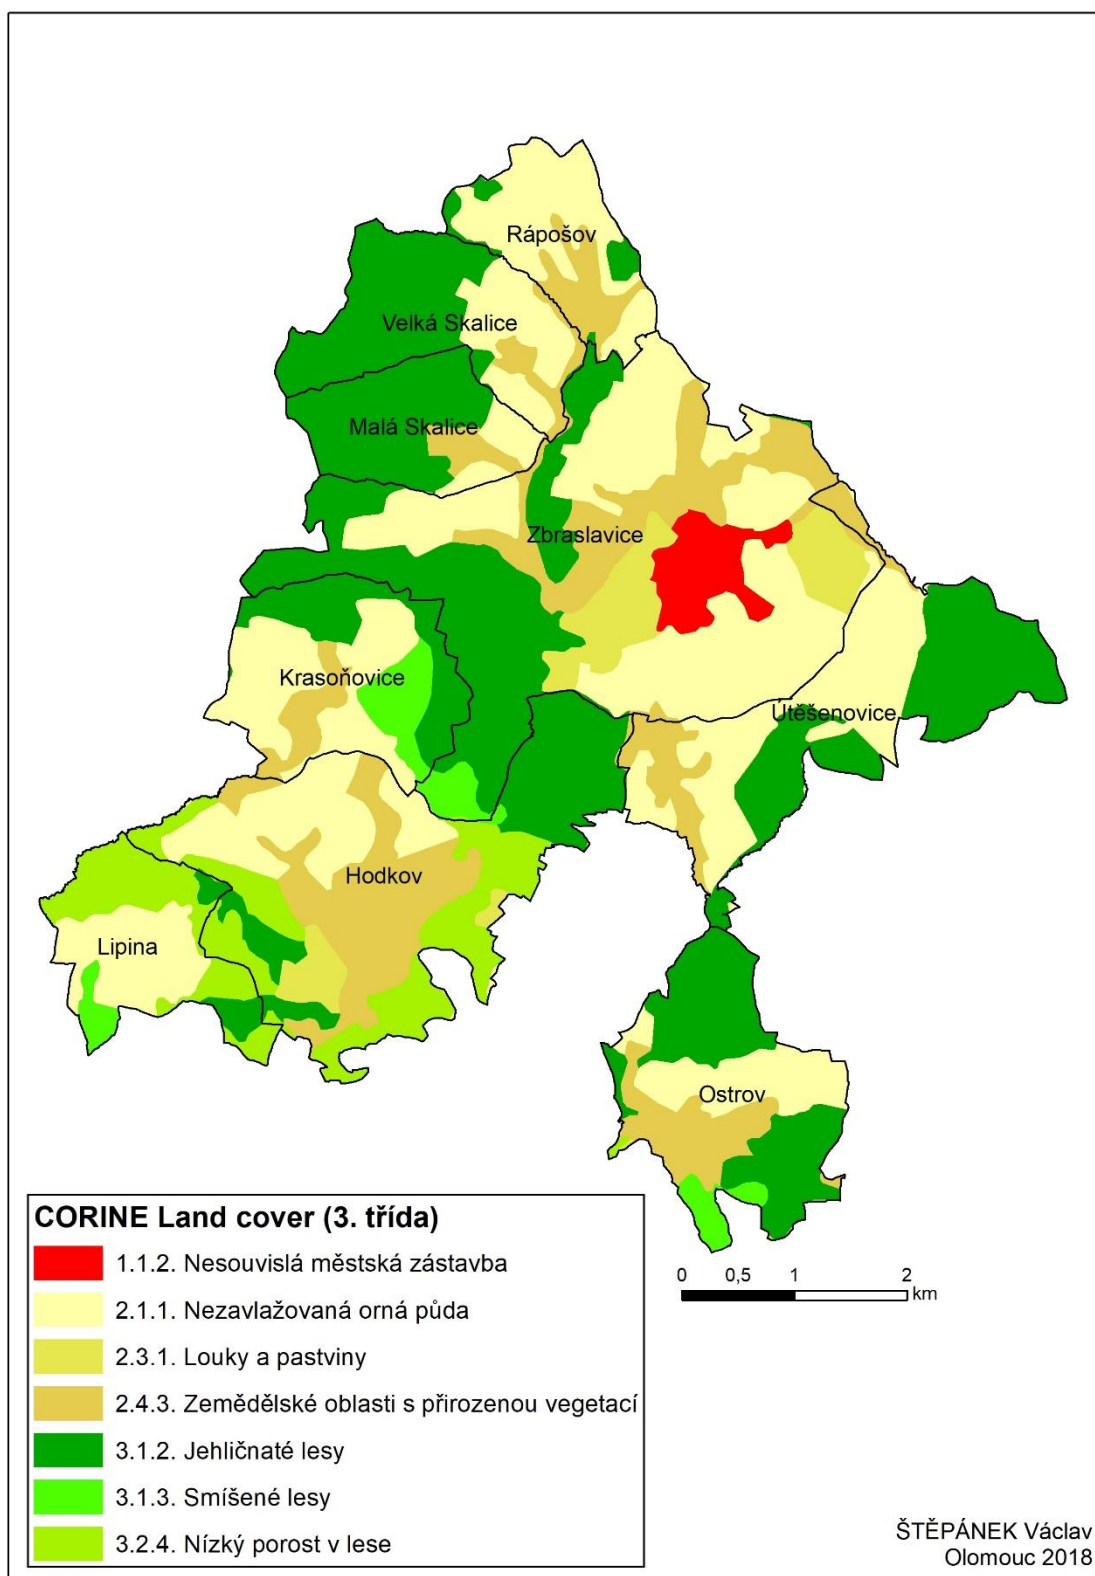 Rápošov
Velká Skalice
Malá Skalice
Zbraslavice
Krasoňovice
Útěšenovice
Hodkov
Lipina
Ostrov
CORINE Land cover (3. třída)
1.1.2. Nesouvislá městská zástavba
2.1.1. Nezavlažovaná orná půda
2.3.1. Louky a pastviny
2.4.3. Zemědělské oblasti s přirozenou vegetací
3.1.2. Jehličnaté lesy
3.1.3. Smíšené lesy
3.2.4. Nízký porost v lese
0 0,5 1 2
km
ŠTĚPÁNEK Václav
Olomouc 2018